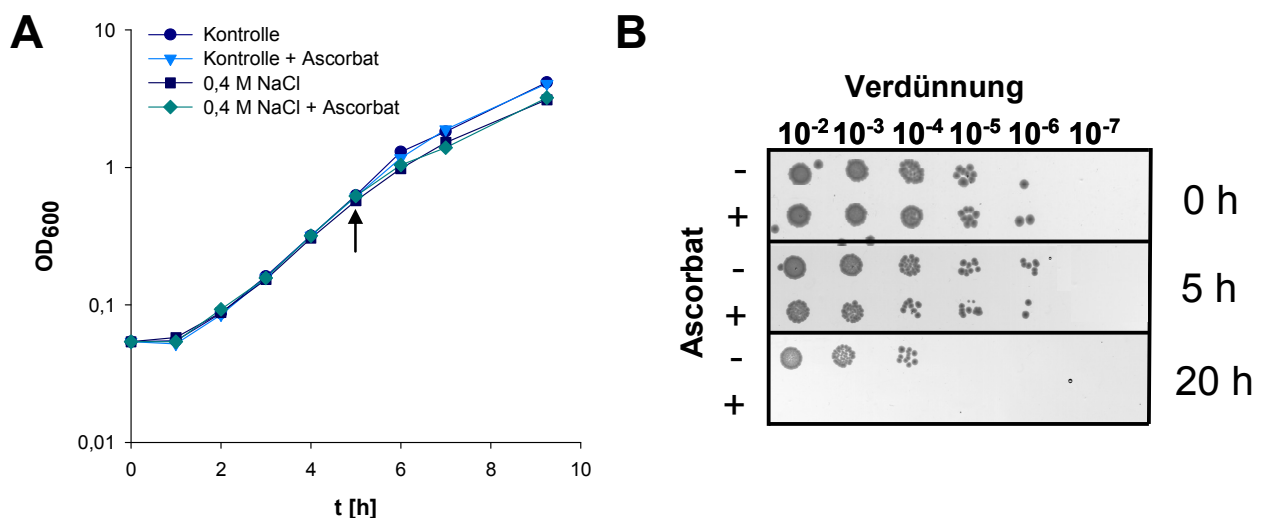 A
Kontrolle
Kontrolle + Ascorbat
0,4 M NaCl
0,4 M NaCl + Ascorbat
10
1
0,1
0,01
OD600
0 2 4 6 8 10
t [h]
B
Verdünnung
10-2 10-3 10-4 10-5 10-6 10-7
Ascorbat
- 
+
0 h
-
+
5 h
-
+
20 h